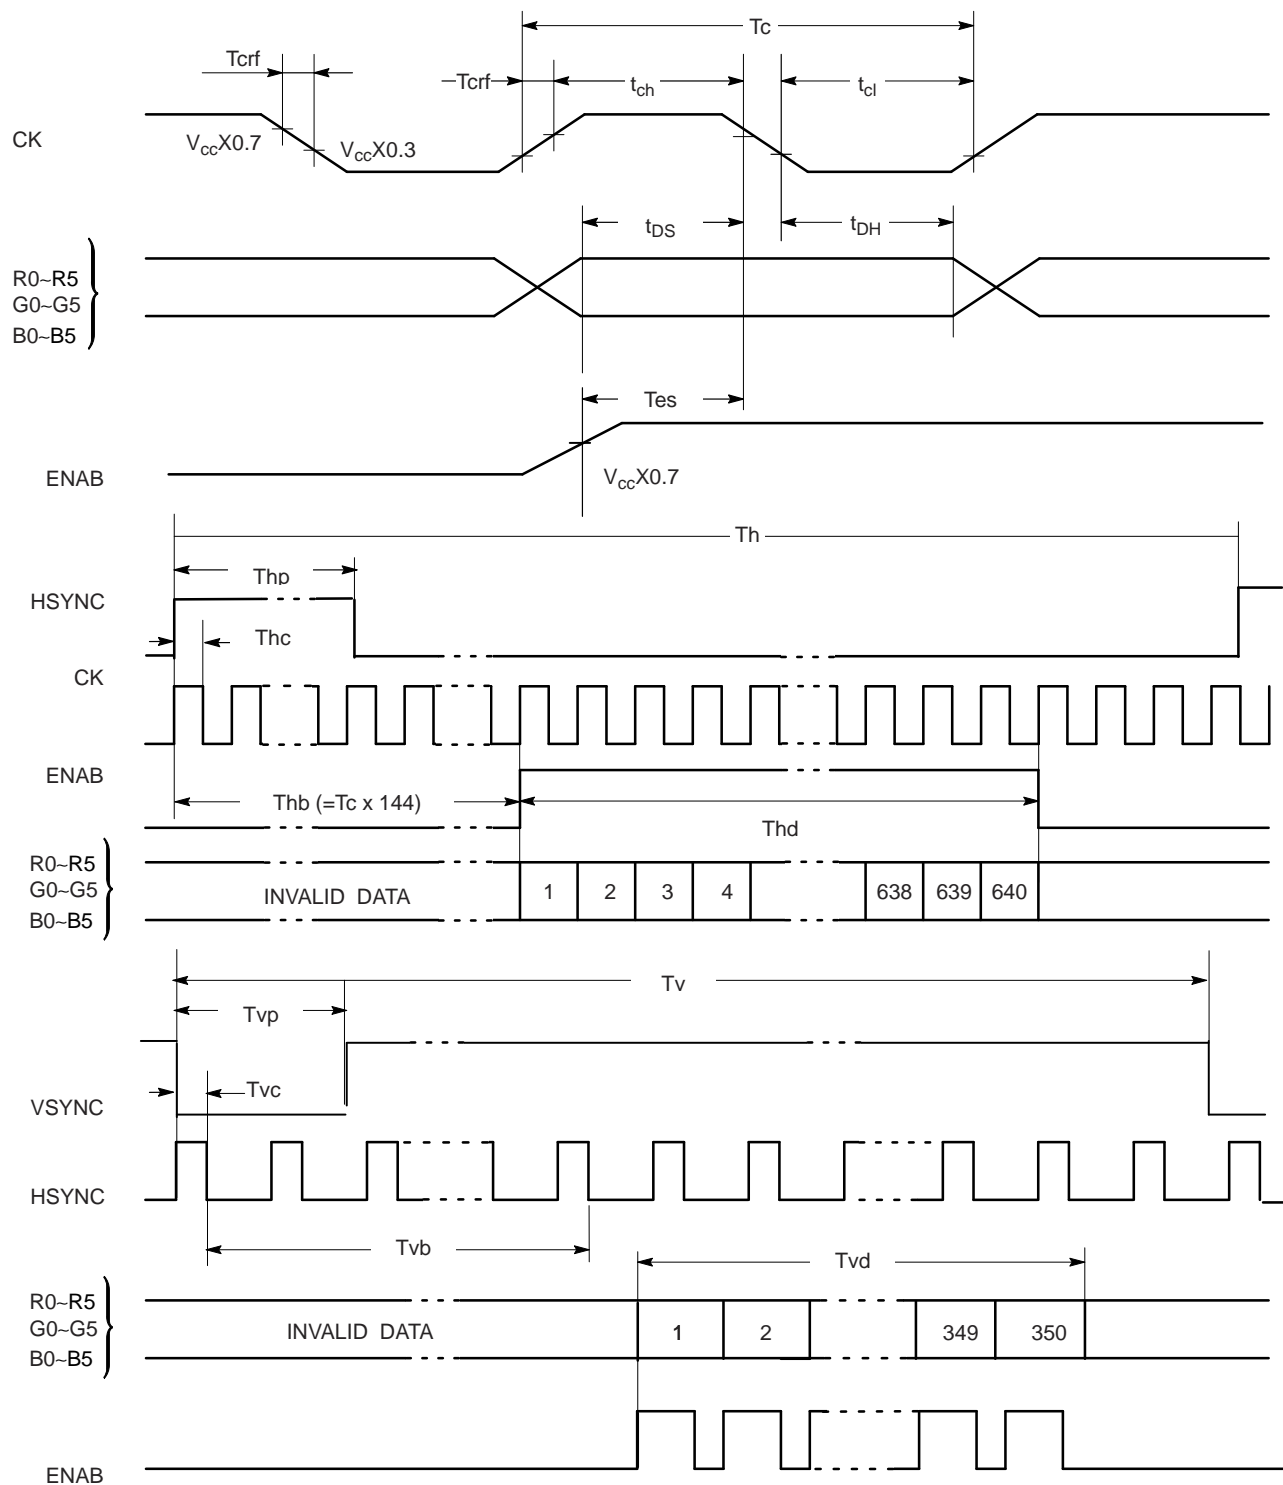 Tc
Tcrf
Tcrf
tch
tcl
CK
VccX0.7
VccX0.3
tDS
tDH
R0~R5
G0~G5
B0~B5
Tes
ENAB
VccX0.7
Th
Thp
HSYNC
Thc
CK
ENAB
Thb (=Tc x 144)
Thd
R0~R5
G0~G5
B0~B5
INVALID DATA
1 2 3 4 638 639 640
Tv
Tvp
Tvc
VSYNC
HSYNC
Tvb
Tvd
R0~R5
G0~G5
B0~B5
INVALID DATA
1 2 349 350
ENAB